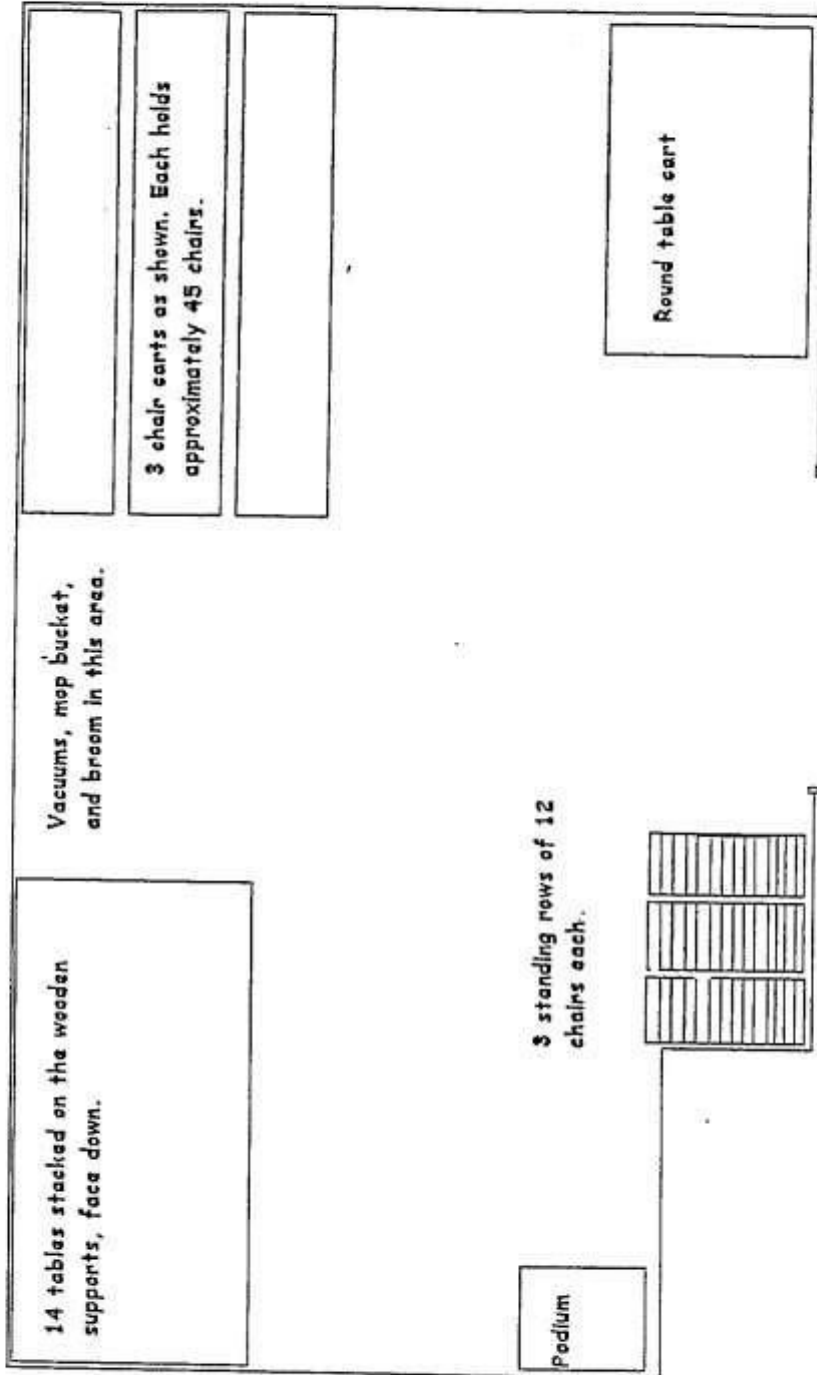 14 tables stacked on the wooden
supports, face down.
Vacuums, mop bucket,
and broom in this area.
3 chair carts as shown. Each holds
approximately 45 chairs.
Podium
3 standing rows of 12
chairs each.
Round table cart